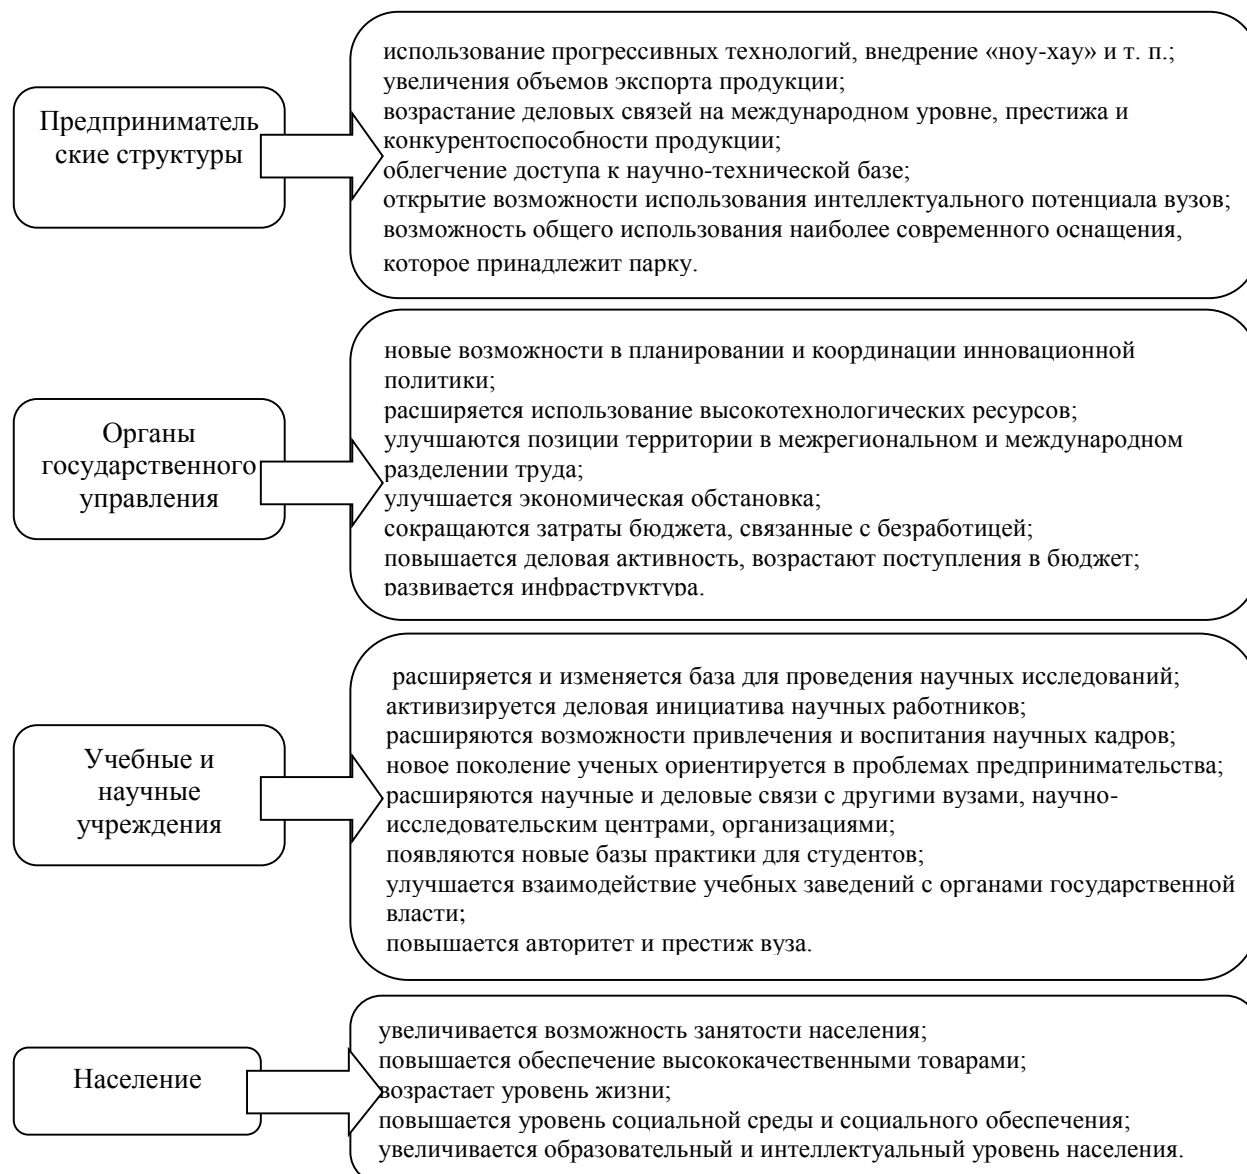 Предприниматель
ские структуры
использование прогрессивных технологий, внедрение «ноу-хау» и т. п.;
увеличения объемов экспорта продукции;
возрастание деловых связей на международном уровне, престижа и
конкурентоспособности продукции;
облегчение доступа к научно-технической базе;
открытие возможности использования интеллектуального потенциала вузов;
возможность общего использования наиболее современного оснащения,
которое принадлежит парку.
Органы
государственного
управления
новые возможности в планировании и координации инновационной
политики;
расширяется использование высокотехнологических ресурсов;
улучшаются позиции территории в межрегиональном и международном
разделении труда;
улучшается экономическая обстановка;
сокращаются затраты бюджета, связанные с безработицей;
повышается деловая активность, возрастают поступления в бюджет;
развивается инфраструктура.
Учебные и
научные
учреждения
расширяется и изменяется база для проведения научных исследований;
активизируется деловая инициатива научных работников;
расширяются возможности привлечения и воспитания научных кадров;
новое поколение ученых ориентируется в проблемах предпринимательства;
расширяются научные и деловые связи с другими вузами, научно-
исследовательским центрами, организациями;
появляются новые базы практики для студентов;
улучшается взаимодействие учебных заведений с органами государственной
власти;
повышается авторитет и престиж вуза.
Население
увеличивается возможность занятости населения;
повышается обеспечение высококачественными товарами;
возрастает уровень жизни;
повышается уровень социальной среды и социального обеспечения;
увеличивается образовательный и интеллектуальный уровень населения.